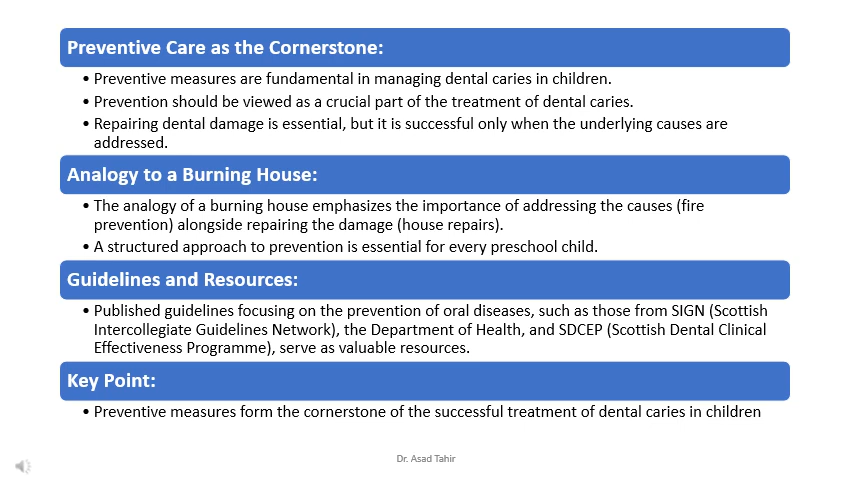 Preventive Care as the Cornerstone:
• Preventive measures are fundamental in managing dental caries in children.
• Prevention should be viewed as a crucial part of the treatment of dental caries.
• Repairing dental damage is essential, but it is successful only when the underlying causes are
addressed.
Analogy to a Burning House:
• The analogy of a burning house emphasizes the importance of addressing the causes (fire
prevention) alongside repairing the damage (house repairs).
• A structured approach to prevention is essential for every preschool child.
Guidelines and Resources:
• Published guidelines focusing on the prevention of oral diseases, such as those from SIGN (Scottish
Intercollegiate Guidelines Network), the Department of Health, and SDCEP (Scottish Dental Clinical
Effectiveness Programme), serve as valuable resources.
Key Point:
• Preventive measures form the cornerstone of the successful treatment of dental caries in children
Dr. Asad Tahir